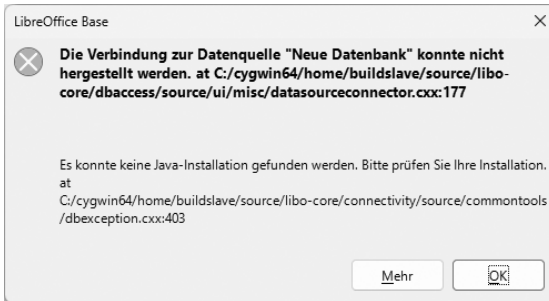 LibreOffice Base
Die Verbindung zur Datenquelle "Neue Datenbank" konnte nicht
hergestellt werden. at C:/cygwin64/home/buildslave/source/libo-
core/dbaccess/source/ui/misc/datasourceconnector.cxx:177
Es konnte keine Java-Installation gefunden werden. Bitte prüfen Sie Ihre Installation.
at
C:/cygwin64/home/buildslave/source/libo-core/connectivity/source/commontools
/dbexception.cxx:403
Mehr
OK